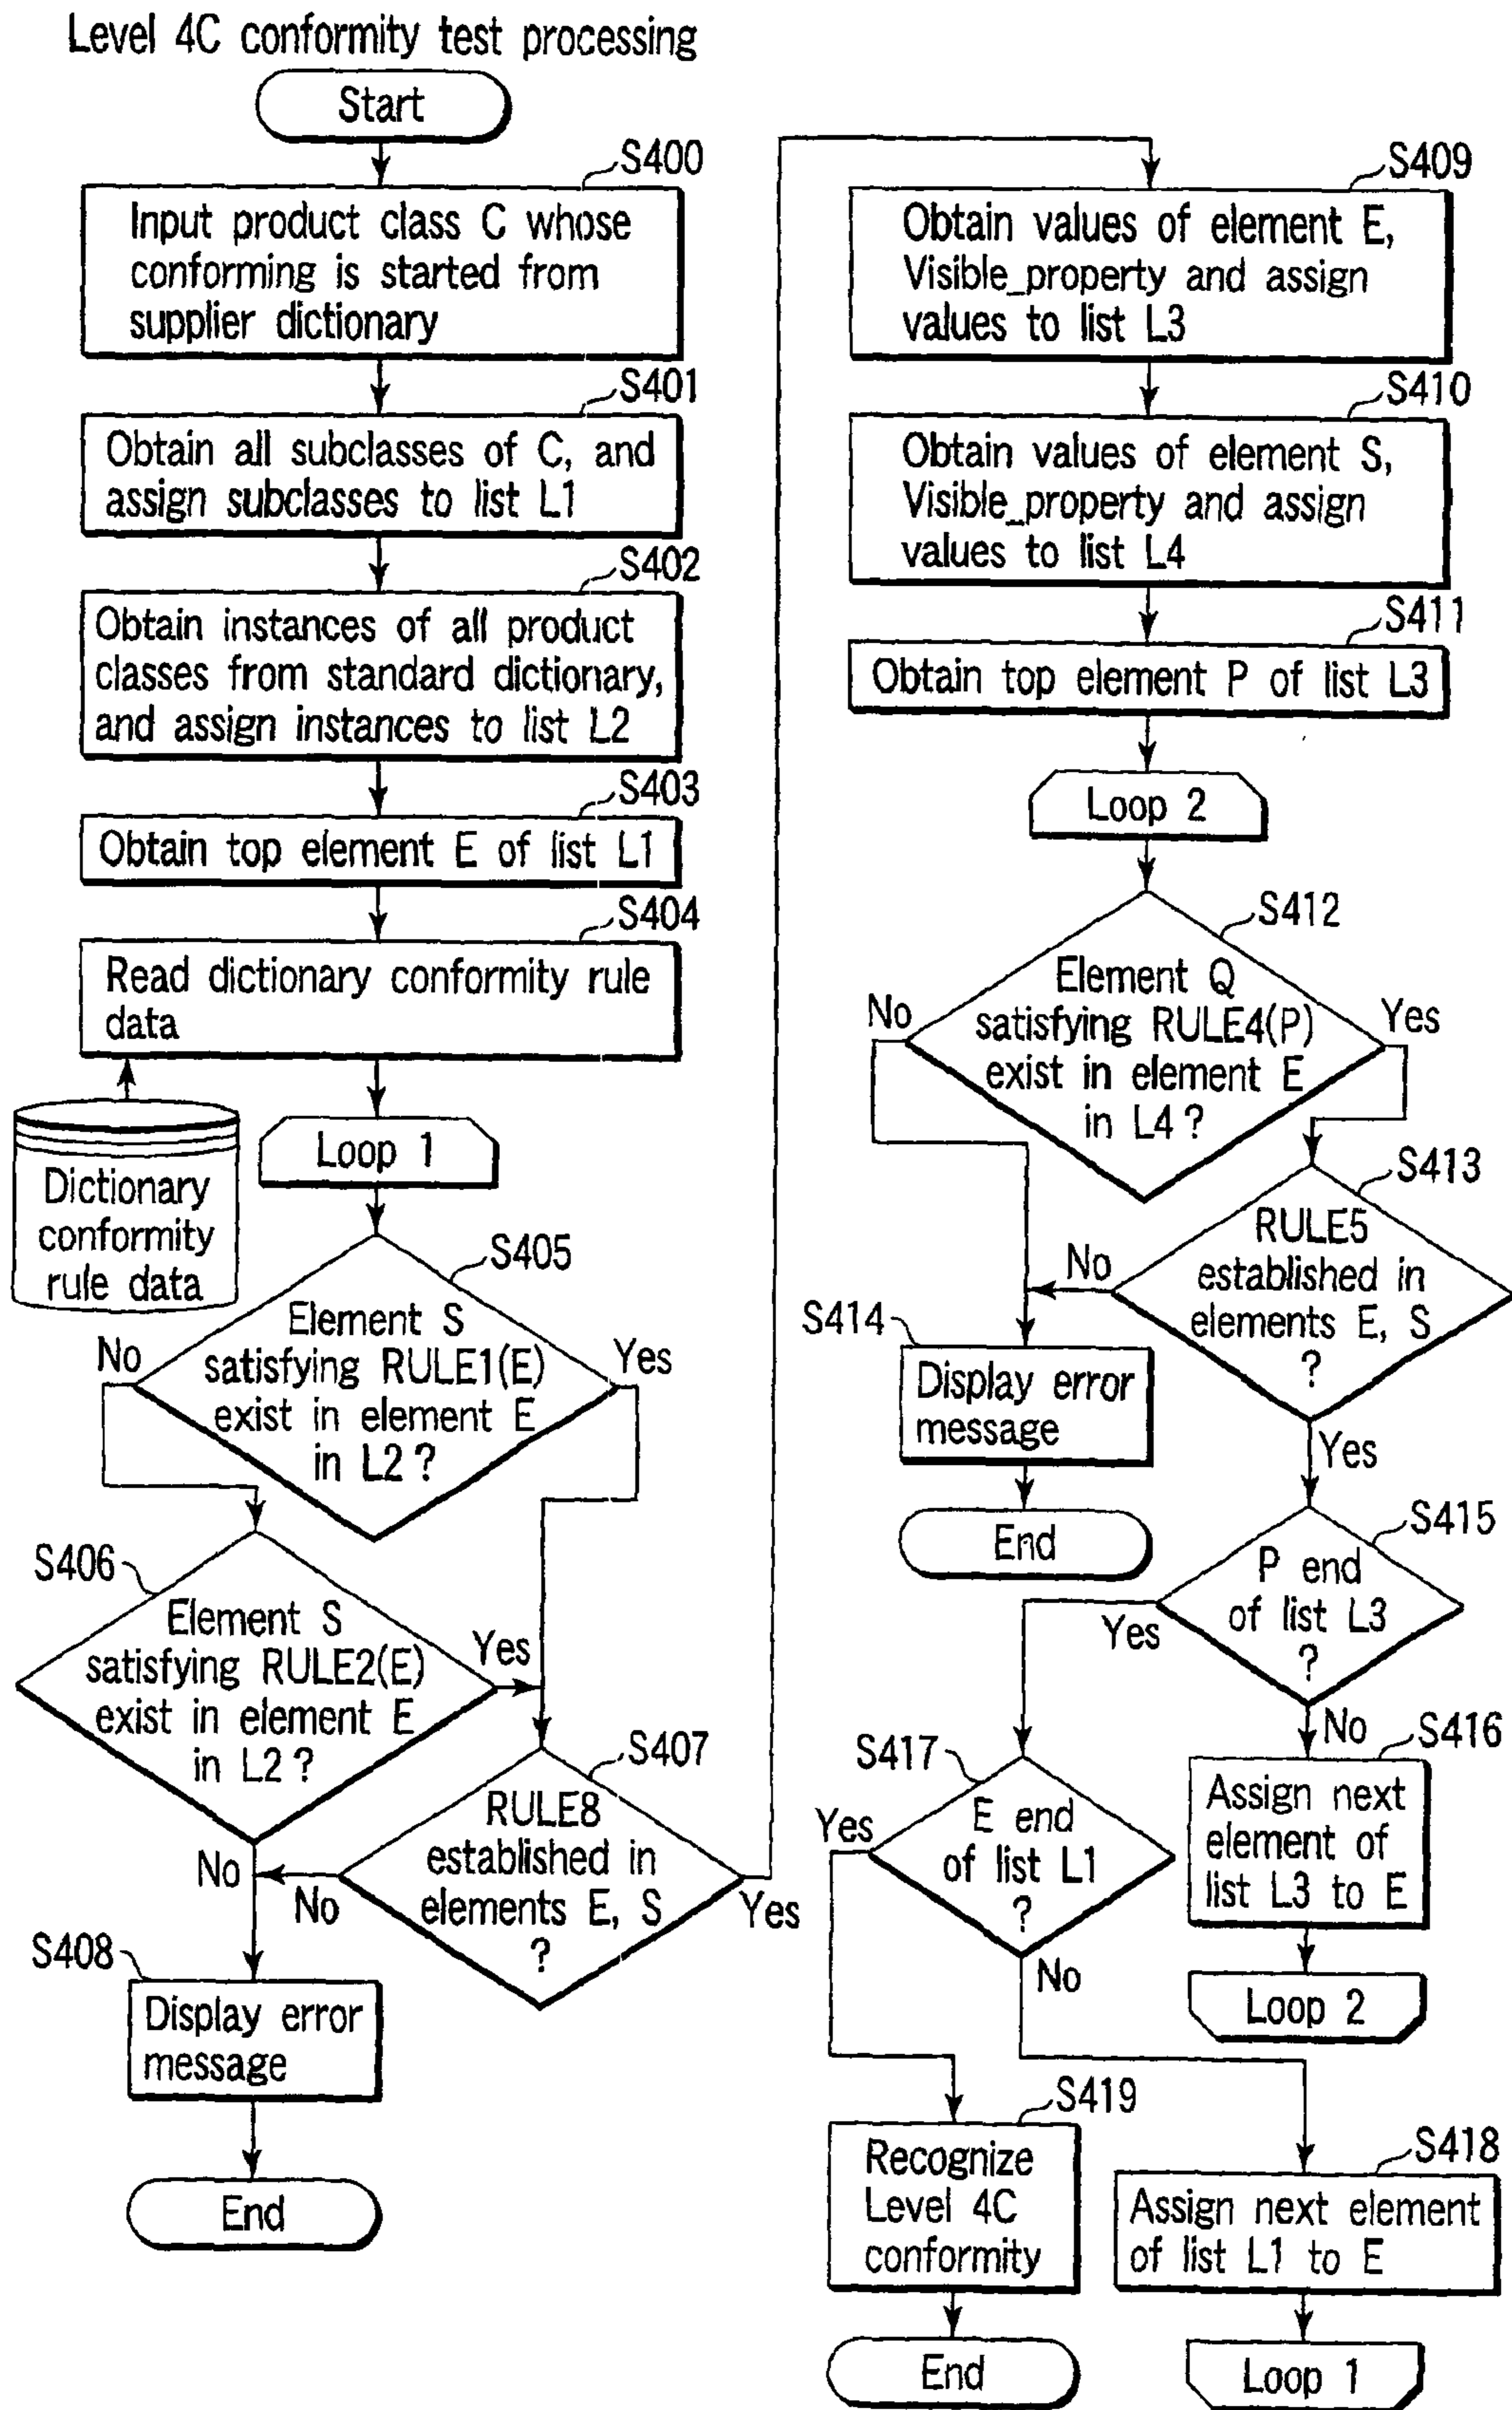 Level 4C conformity test processing
Start
S400
Input product class C whose
conforming is started from
supplier dictionary
S401
Obtain all subclasses of C, and
assign subclasses to list L1
S402
Obtain instances of all product
classes from standard dictionary,
and assign instances to list L2
S403
Obtain top element E of list L1
S404
Read dictionary conformity rule
data
Dictionary
conformity
rule data
Loop 1
S405
Element S
satisfying RULE1(E)
exist in element E
in L2?
No
Yes
S406
Element S
satisfying RULE2(E)
exist in element E
in L2?
Yes
No
S407
RULE8
established in
elements E, S
?
No
Yes
S408
Display error
message
End
S409
Obtain values of element E,
Visible_property and assign
values to list L3
S410
Obtain values of element S,
Visible_property and assign
values to list L4
S411
Obtain top element P of list L3
Loop 2
S412
Element Q
satisfying RULE4(P)
exist in element E
in L4?
No
Yes
S413
RULE5
established in
elements E, S
?
No
Yes
S414
Display error
message
End
S415
P end
of list L3
?
Yes
No
S416
Assign next
element of
list L3 to E
Loop 2
S417
E end
of list L1
?
Yes
No
S419
Recognize
Level 4C
conformity
End
S418
Assign next element
of list L1 to E
Loop 1